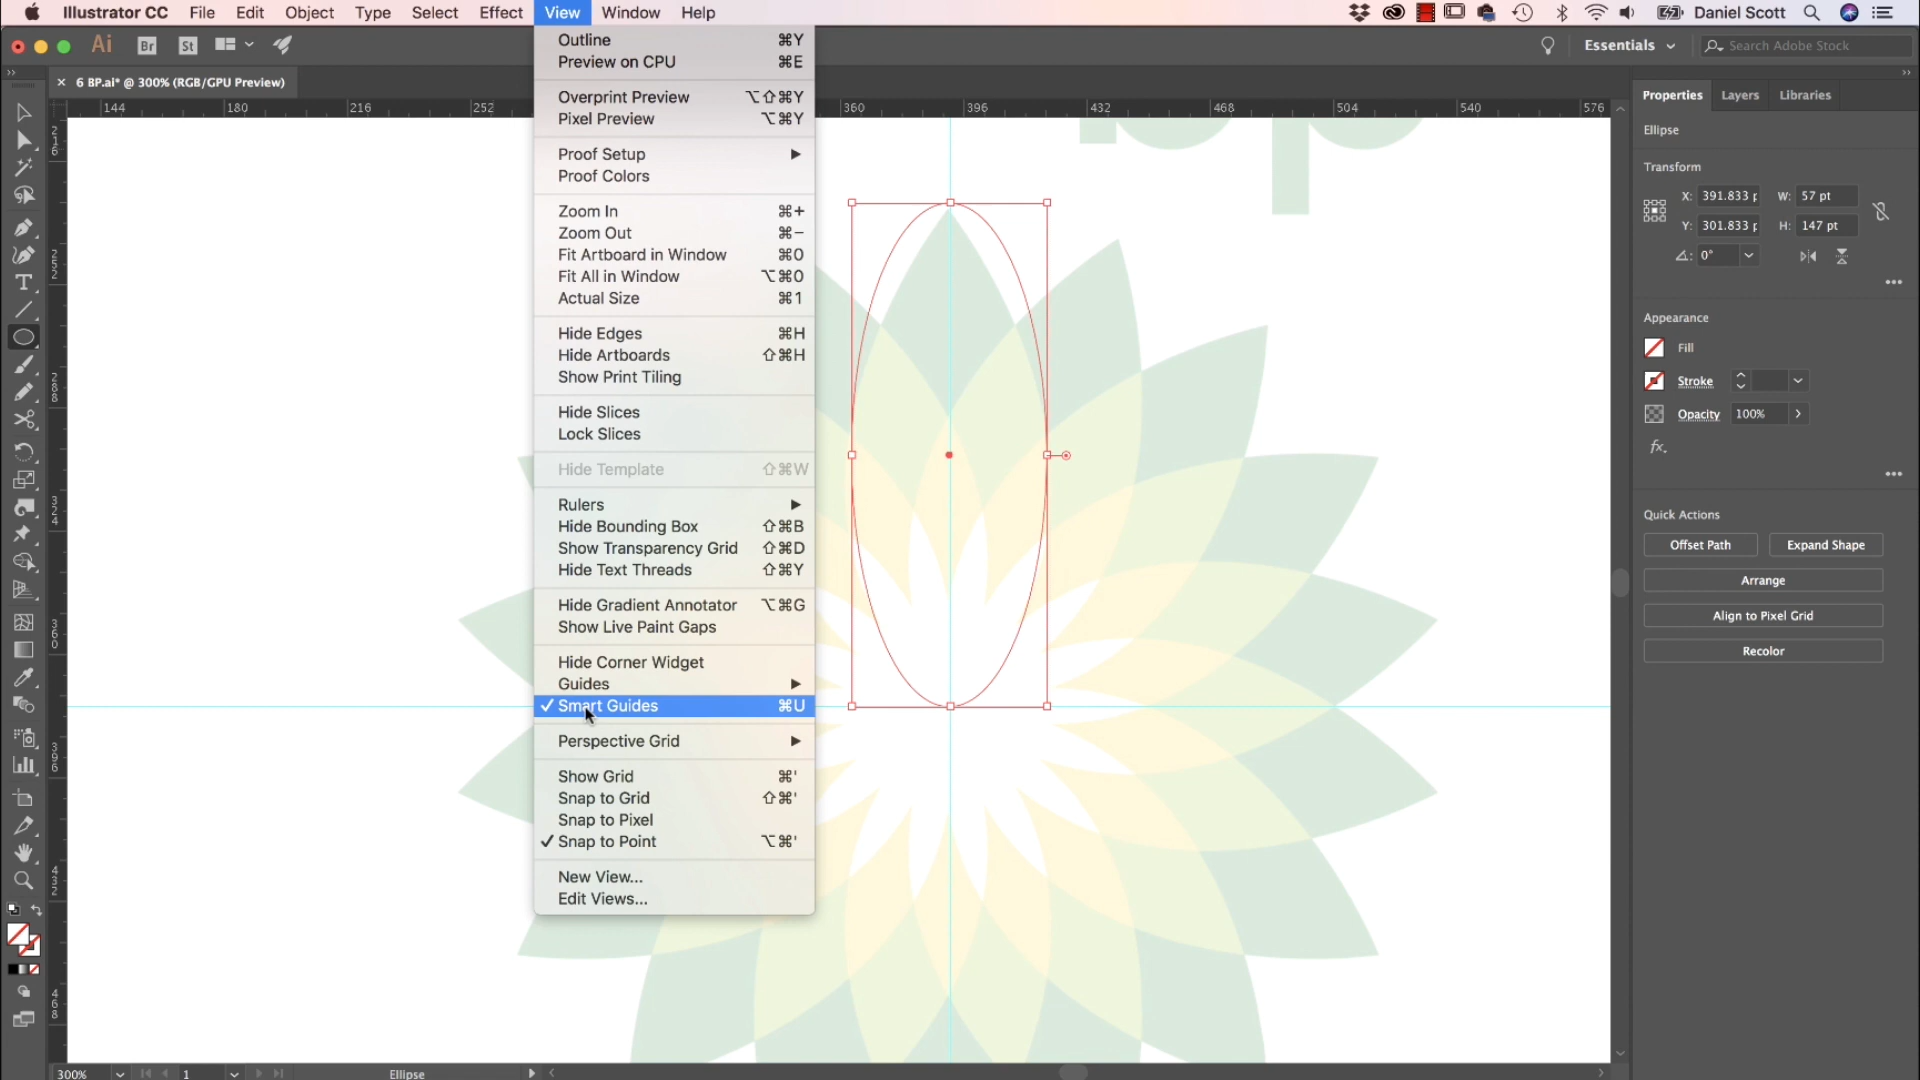 Illustrator CC File Edit Object Type Select Effect View Window Help Daniel Scott
Ai Br St Essentials Search Adobe Stock
× 6 BP.ai* @ 300% (RGB/GPU Preview)
144 180 216 252 360 396 432 468 504 540 576
Outline ⌘Y
Preview on CPU ⌘E
Overprint Preview ⌥⇧⌘Y
Pixel Preview ⌥⌘Y
Proof Setup ▶
Proof Colors
Zoom In ⌘+
Zoom Out ⌘−
Fit Artboard in Window ⌘0
Fit All in Window ⌥⌘0
Actual Size ⌘1
Hide Edges ⌘H
Hide Artboards ⇧⌘H
Show Print Tiling
Hide Slices
Lock Slices
Hide Template ⇧⌘W
Rulers ▶
Hide Bounding Box ⇧⌘B
Show Transparency Grid ⇧⌘D
Hide Text Threads ⇧⌘Y
Hide Gradient Annotator ⌥⌘G
Show Live Paint Gaps
Hide Corner Widget
Guides ▶
✓ Smart Guides ⌘U
Perspective Grid ▶
Show Grid ⌘'
Snap to Grid ⇧⌘'
Snap to Pixel
✓ Snap to Point ⌥⌘'
New View...
Edit Views...
Properties Layers Libraries
Ellipse
Transform
X: 391.833 p W: 57 pt
Y: 301.833 p H: 147 pt
0°
Appearance
Fill
Stroke
Opacity 100%
fx.
Quick Actions
Offset Path Expand Shape
Arrange
Align to Pixel Grid
Recolor
216
252
288
324
360
396
432
468
300% 1 Ellipse